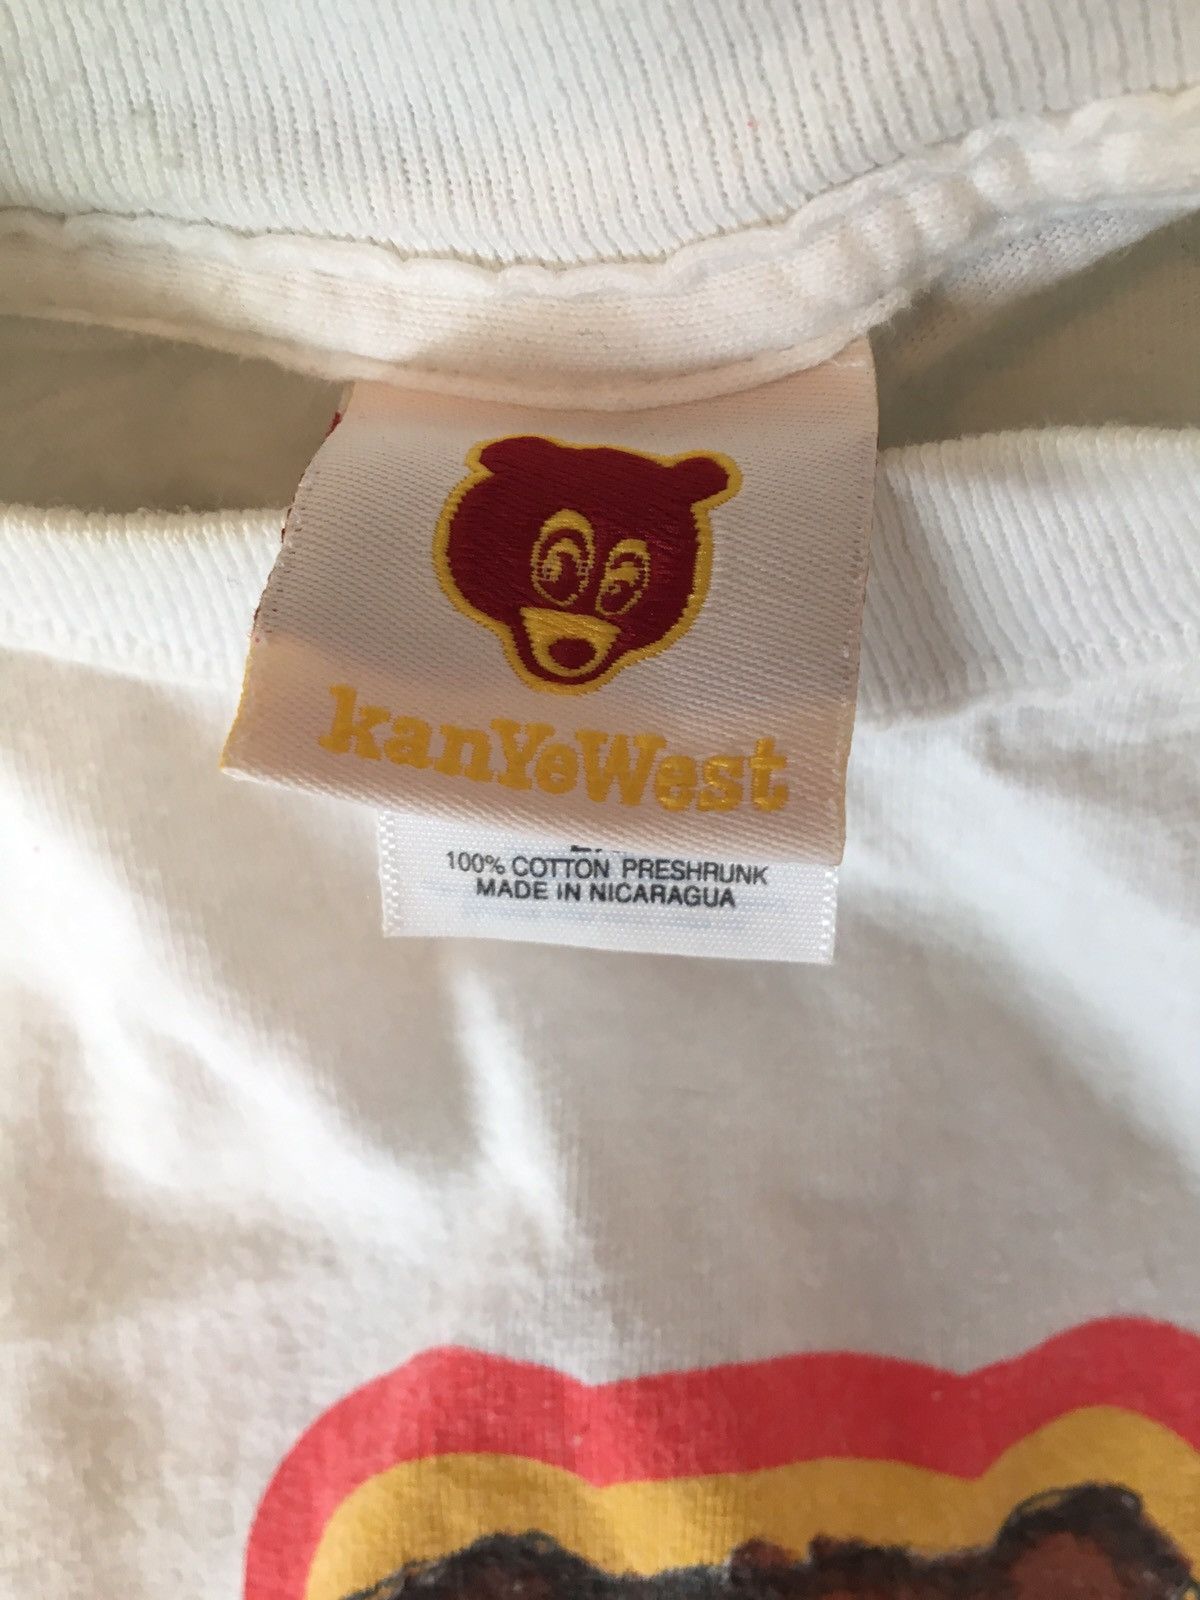 kanYeWest
100% COTTON PRESHRUNK
MADE IN NICARAGUA